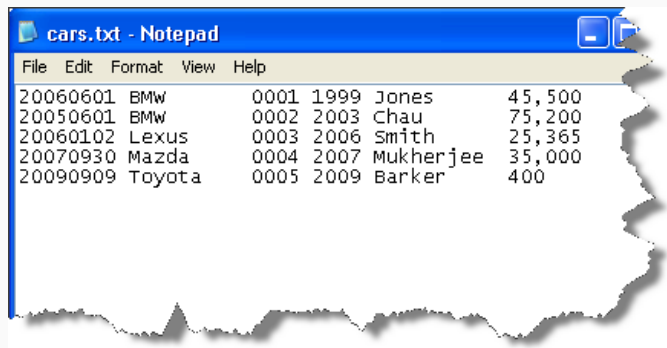 cars.txt - Notepad
File Edit Format View Help
20060601 BMW 0001 1999 Jones 45,500
20050601 BMW 0002 2003 Chau 75,200
20060102 Lexus 0003 2006 Smith 25,365
20070930 Mazda 0004 2007 Mukherjee 35,000
20090909 Toyota 0005 2009 Barker 400